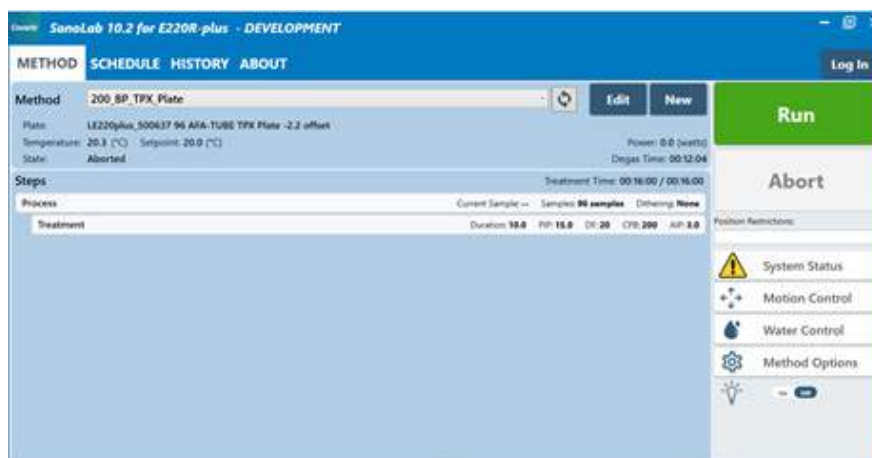 Covaris SonoLab 10.2 for E220R-plus - DEVELOPMENT
METHOD SCHEDULE HISTORY ABOUT Log In
Method 200_BP_TPX_Plate Edit New
Run
Plate: LE220plus_500637 96 AFA-TUBE TPX Plate -2.2 offset
Temperature: 20.3 (°C) Setpoint: 20.0 (°C) Power: 0.0 (watts)
State: Aborted Degas Time: 00:12:04
Abort
Steps Treatment Time: 00:16:00 / 00:16:00
Process Current Sample: -- Samples: 96 samples Dithering: None
Treatment Duration: 10.0 PIP: 15.0 DF: 20 CPB: 200 AIP: 3.0
Position Restrictions:
System Status
Motion Control
Water Control
Method Options